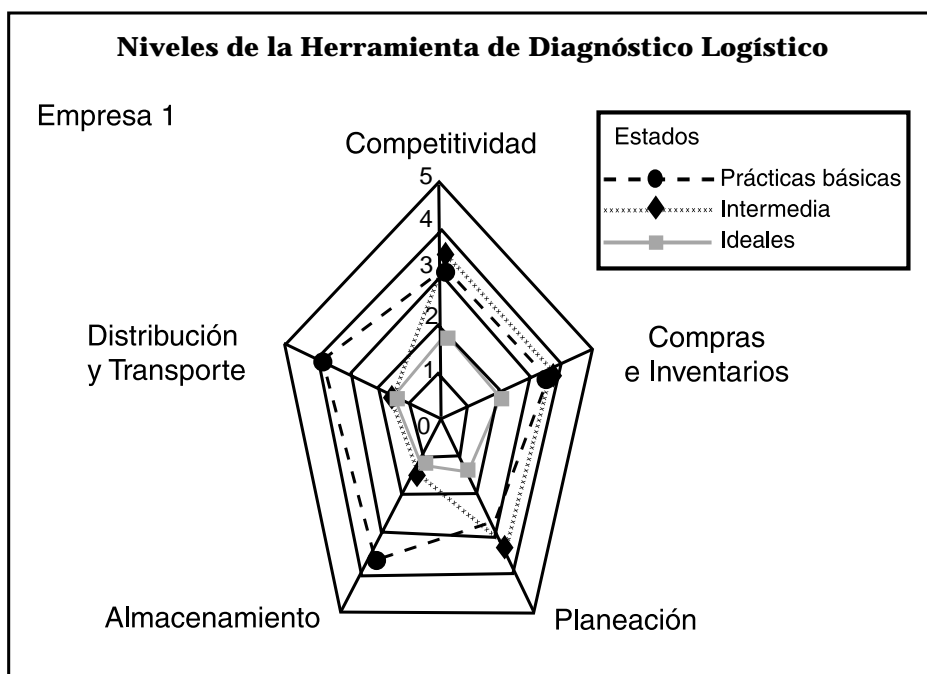 Niveles de la Herramienta de Diagnóstico Logístico
Empresa 1
Estados
Prácticas básicas
Intermedia
Ideales
Competitividad
5
4
3
2
1
0
Distribución
y Transporte
Compras
e Inventarios
Almacenamiento
Planeación